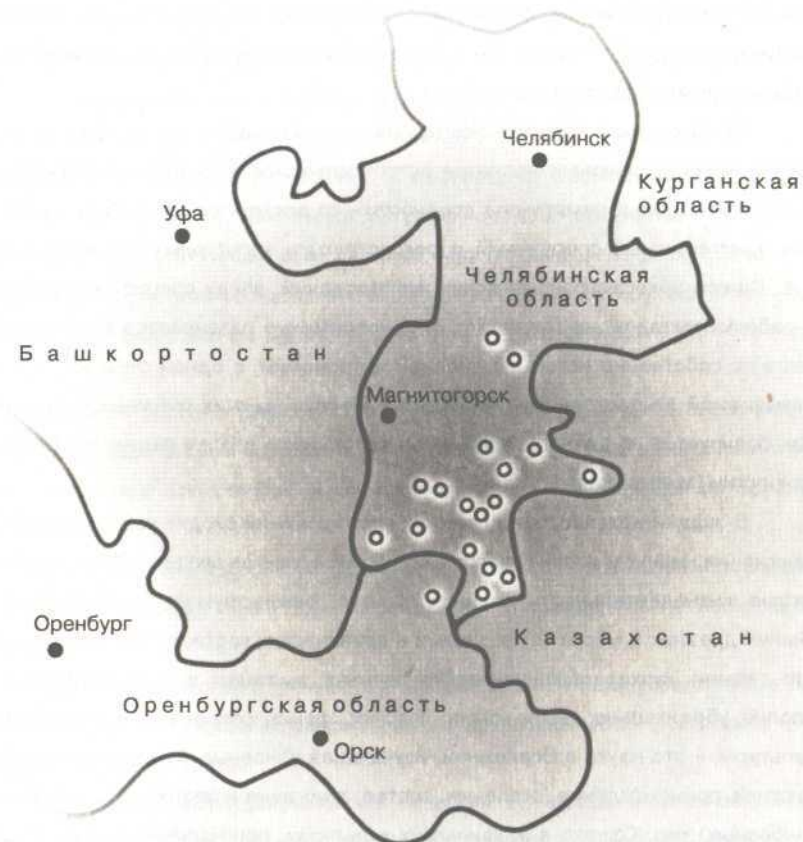 Челябинск
Курганская
область
Уфа
Челябинская
область
Башкортостан
Магнитогорск
Оренбург
Казахстан
Оренбургская область
Орск